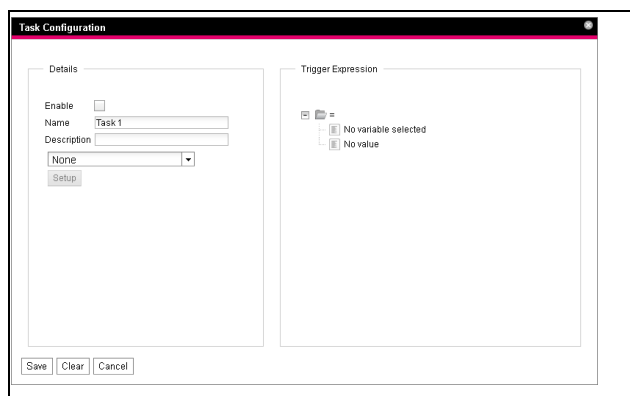 Task Configuration
Details
Enable
Name Task 1
Description
None
Setup
Trigger Expression
=
No variable selected
No value
Save Clear Cancel